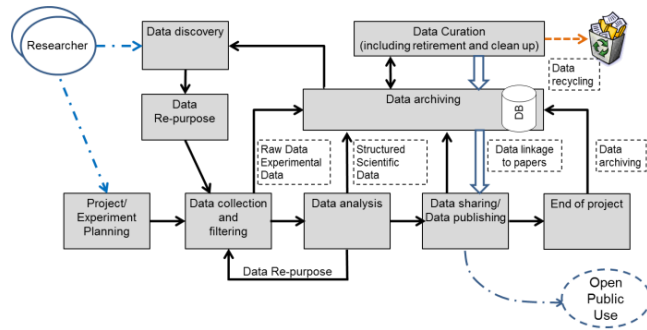 Researcher
Data discovery
Data Curation
(including retirement and clean up)
Data
recycling
Data
Re-purpose
Data archiving
DB
Raw Data
Experimental
Data
Structured
Scientific
Data
Data linkage
to papers
Data
archiving
Project/
Experiment
Planning
Data collection
and
filtering
Data analysis
Data sharing/
Data publishing
End of project
Data Re-purpose
Open
Public
Use